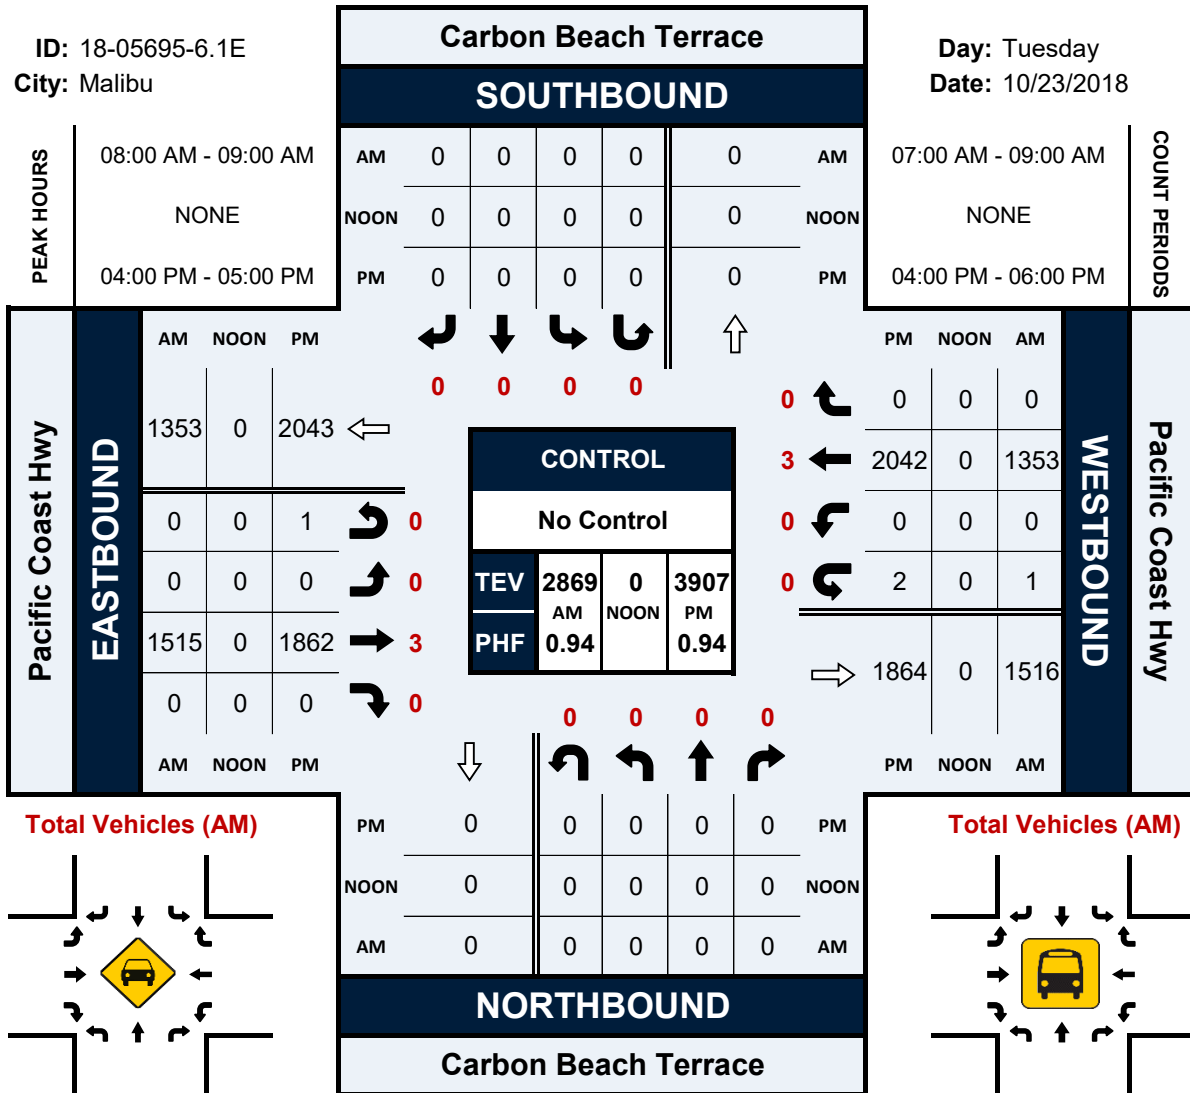 ID: 18-05695-6.1E
City: Malibu
Carbon Beach Terrace
SOUTHBOUND
Day: Tuesday
Date: 10/23/2018
PEAK HOURS
08:00 AM - 09:00 AM
NONE
04:00 PM - 05:00 PM
AM 0 0 0 0 0 AM
NOON 0 0 0 0 0 NOON
PM 0 0 0 0 0 PM
07:00 AM - 09:00 AM
NONE
04:00 PM - 06:00 PM
COUNT PERIODS
0 0 0 0
Pacific Coast Hwy
EASTBOUND
AM NOON PM
1353 0 2043
0 0 1 0
0 0 0 0
1515 0 1862 3
0 0 0 0
AM NOON PM
CONTROL
No Control
TEV 2869 0 3907
AM NOON PM
PHF 0.94 0.94
PM NOON AM
0 0 0 0
3 2042 0 1353
0 0 0 0
0 2 0 1
1864 0 1516
PM NOON AM
WESTBOUND
Pacific Coast Hwy
0 0 0 0
PM 0 0 0 0 0 PM
NOON 0 0 0 0 0 NOON
AM 0 0 0 0 0 AM
NORTHBOUND
Carbon Beach Terrace
Total Vehicles (AM)
Total Vehicles (AM)